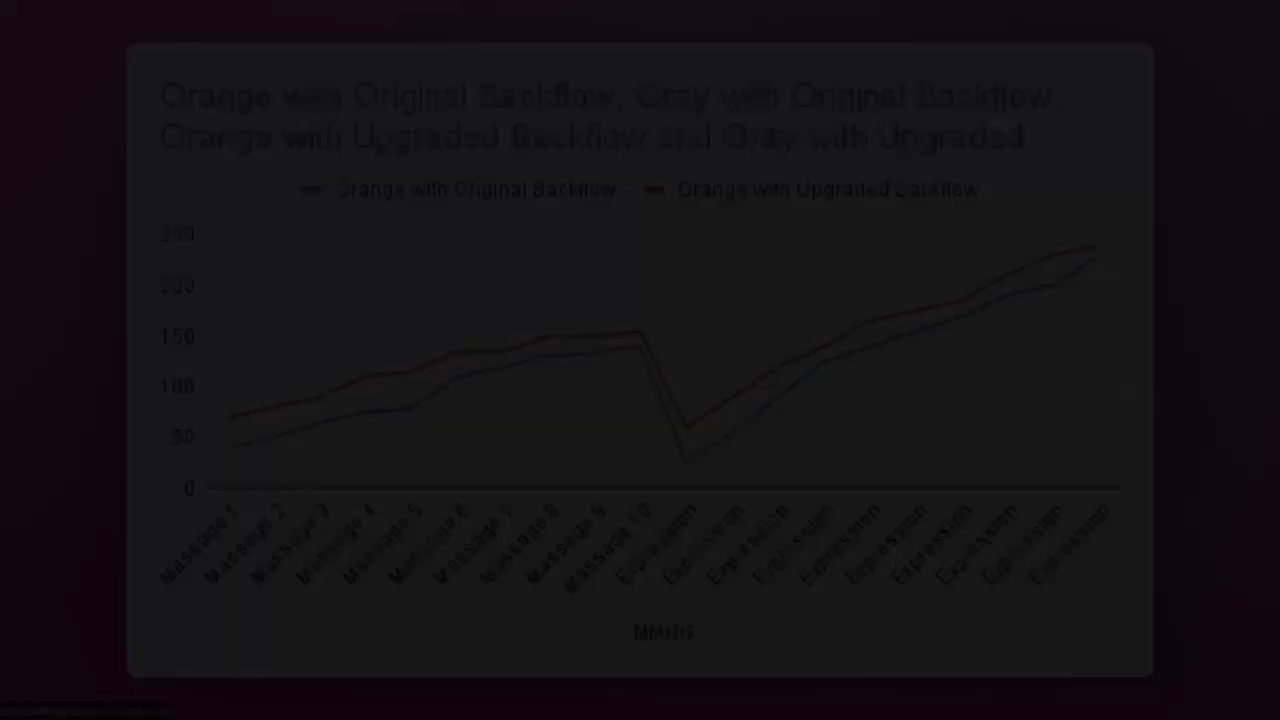 Orange with Original Backflow, Gray with Original Backflow,
Orange with Upgraded Backflow and Gray with Upgraded
Orange with Original Backflow Orange with Upgraded Backflow
250
200
150
100
50
0
Massage 1
Massage 2
Massage 3
Massage 4
Massage 5
Massage 6
Massage 7
Massage 8
Massage 9
Massage 10
Expression
Expression
Expression
Expression
Expression
Expression
Expression
Expression
Expression
Expression
MMHG